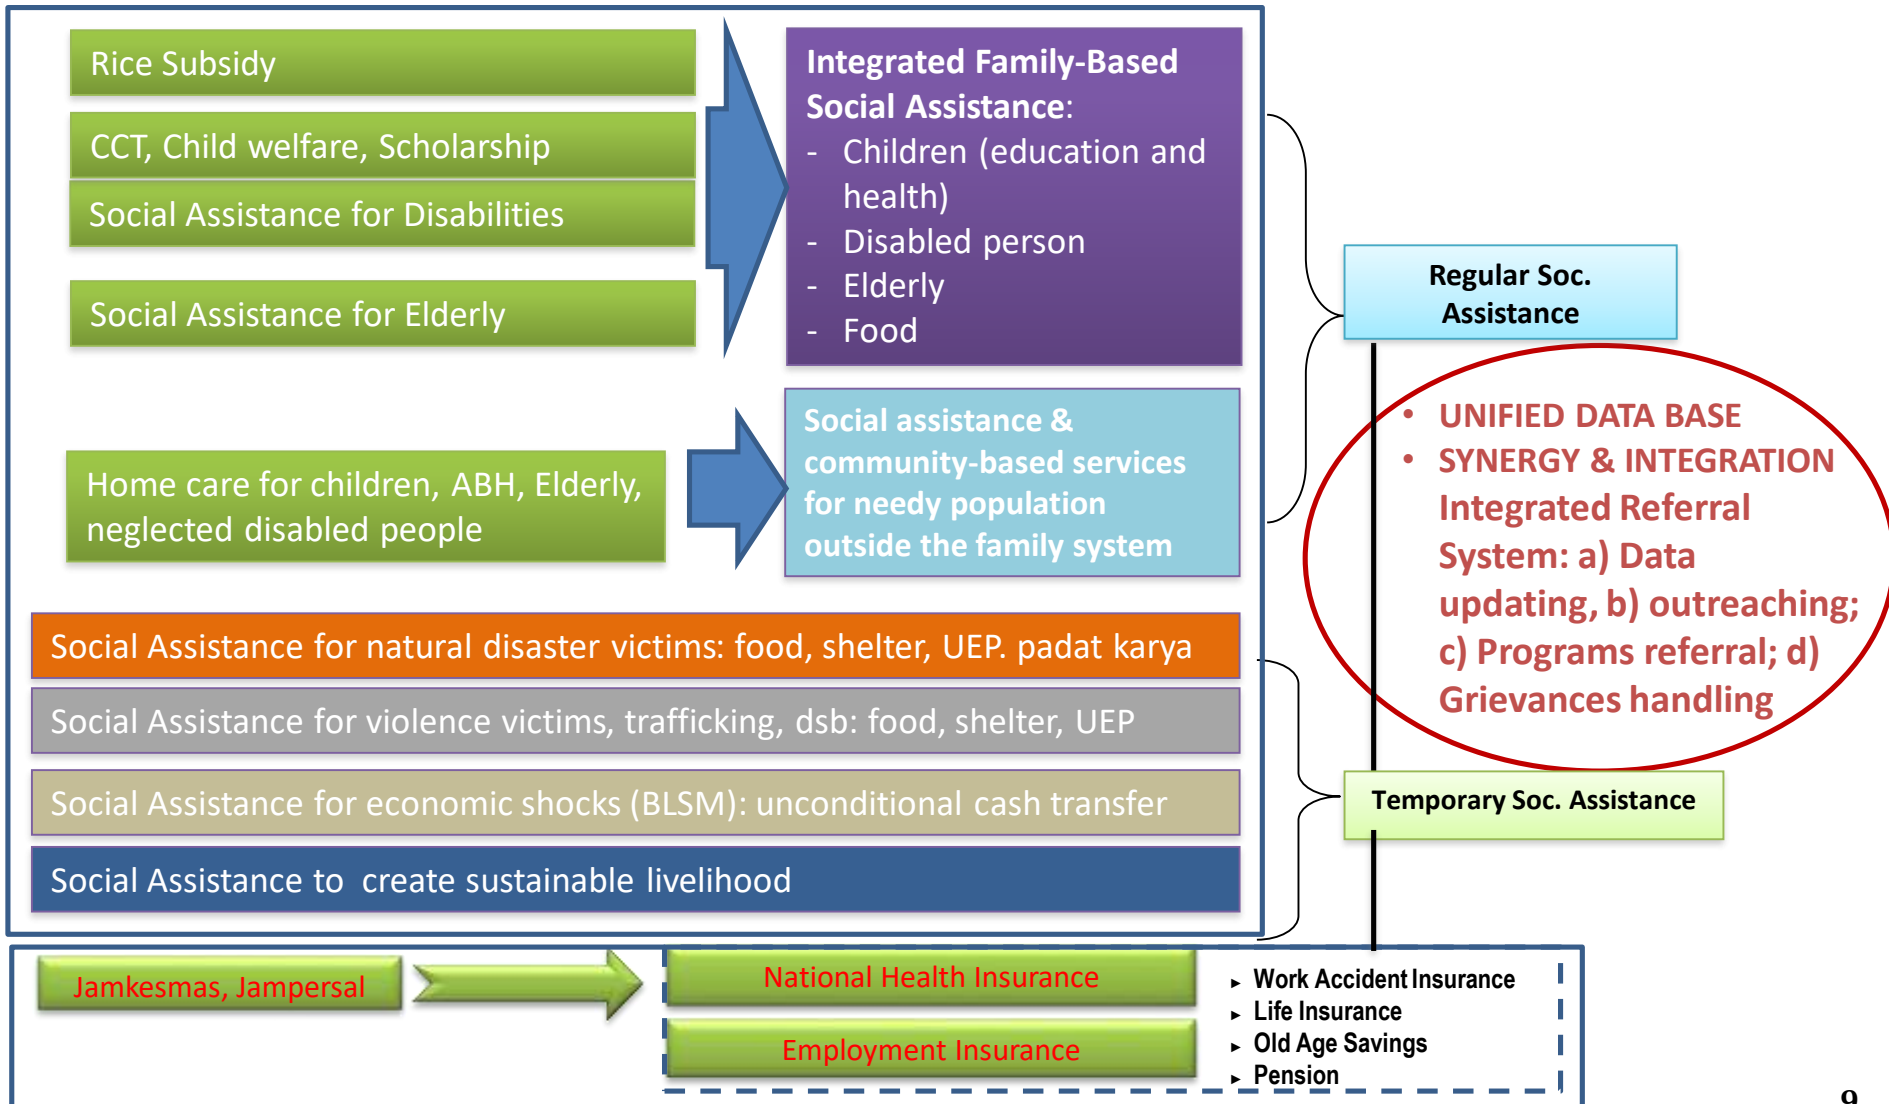 Rice Subsidy
CCT, Child welfare, Scholarship
Social Assistance for Disabilities
Social Assistance for Elderly
Integrated Family-Based
Social Assistance:
- Children (education and
health)
- Disabled person
- Elderly
- Food
Home care for children, ABH, Elderly,
neglected disabled people
Social assistance &
community-based services
for needy population
outside the family system
Regular Soc.
Assistance
• UNIFIED DATA BASE
• SYNERGY & INTEGRATION
Integrated Referral
System: a) Data
updating, b) outreaching;
c) Programs referral; d)
Grievances handling
Social Assistance for natural disaster victims: food, shelter, UEP. padat karya
Social Assistance for violence victims, trafficking, dsb: food, shelter, UEP
Social Assistance for economic shocks (BLSM): unconditional cash transfer
Social Assistance to create sustainable livelihood
Temporary Soc. Assistance
Jamkesmas, Jampersal
National Health Insurance
Employment Insurance
► Work Accident Insurance
► Life Insurance
► Old Age Savings
► Pension
9